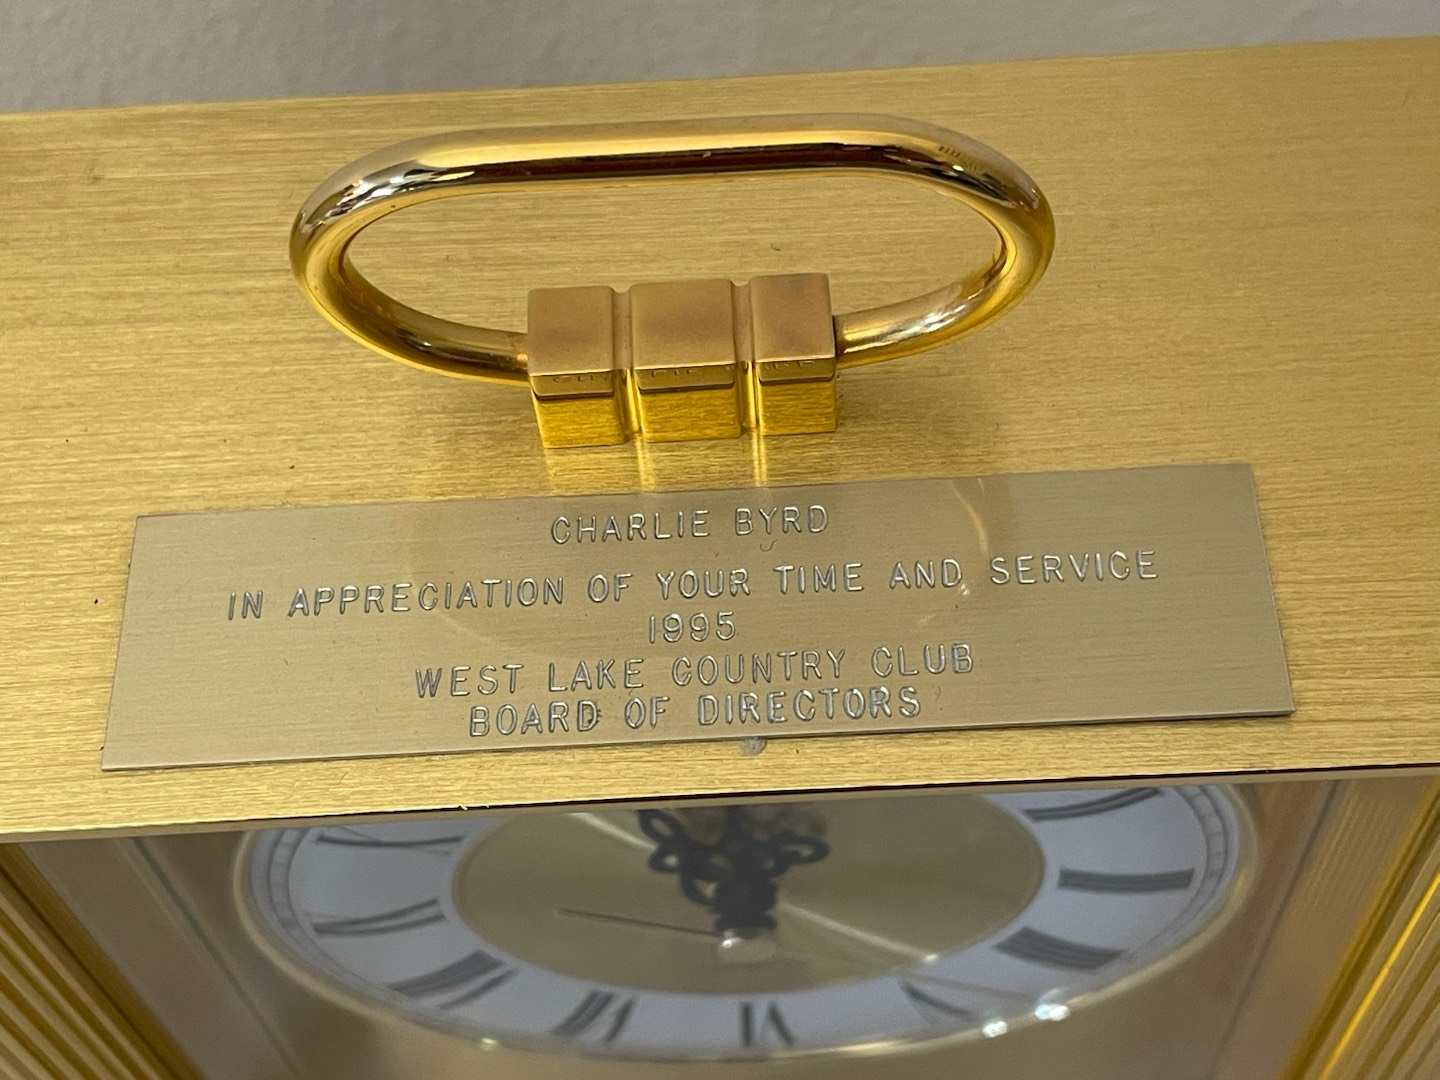 CHARLIE BYRD
IN APPRECIATION OF YOUR TIME AND SERVICE
1995
WEST LAKE COUNTRY CLUB
BOARD OF DIRECTORS